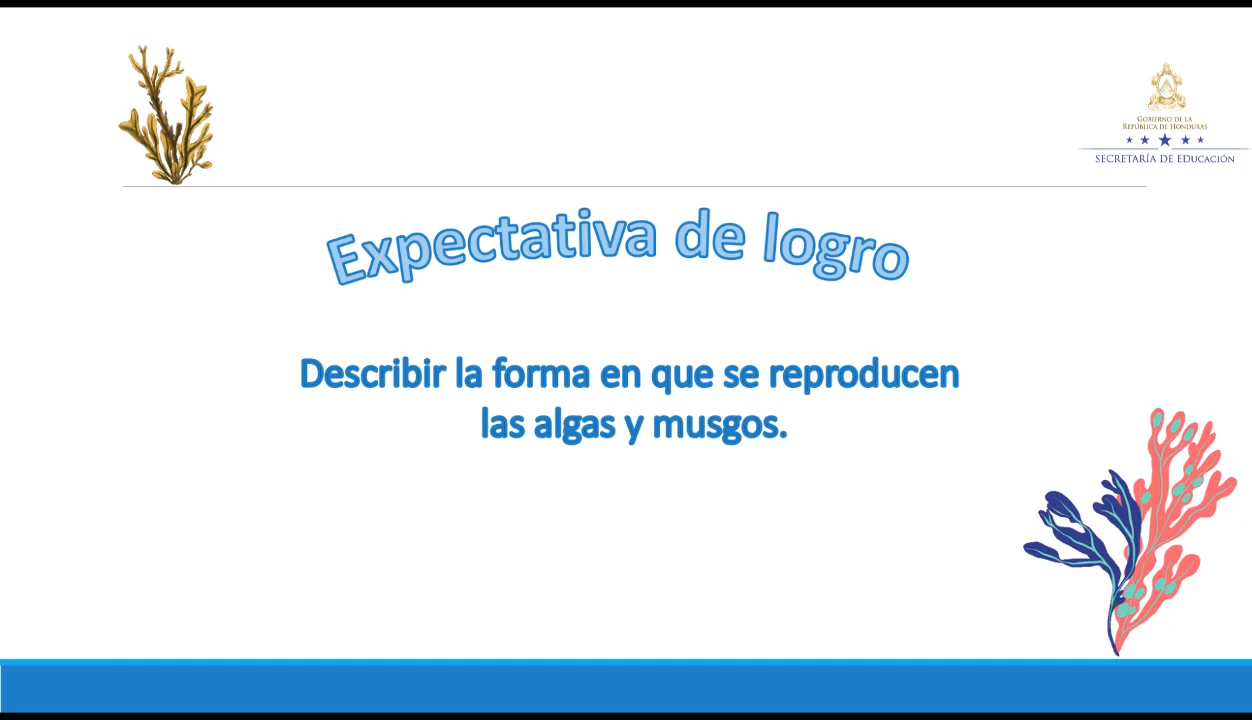 GOBIERNO DE LA
REPÚBLICA DE HONDURAS
SECRETARÍA DE EDUCACIÓN
Expectativa de logro
Describir la forma en que se reproducen
las algas y musgos.